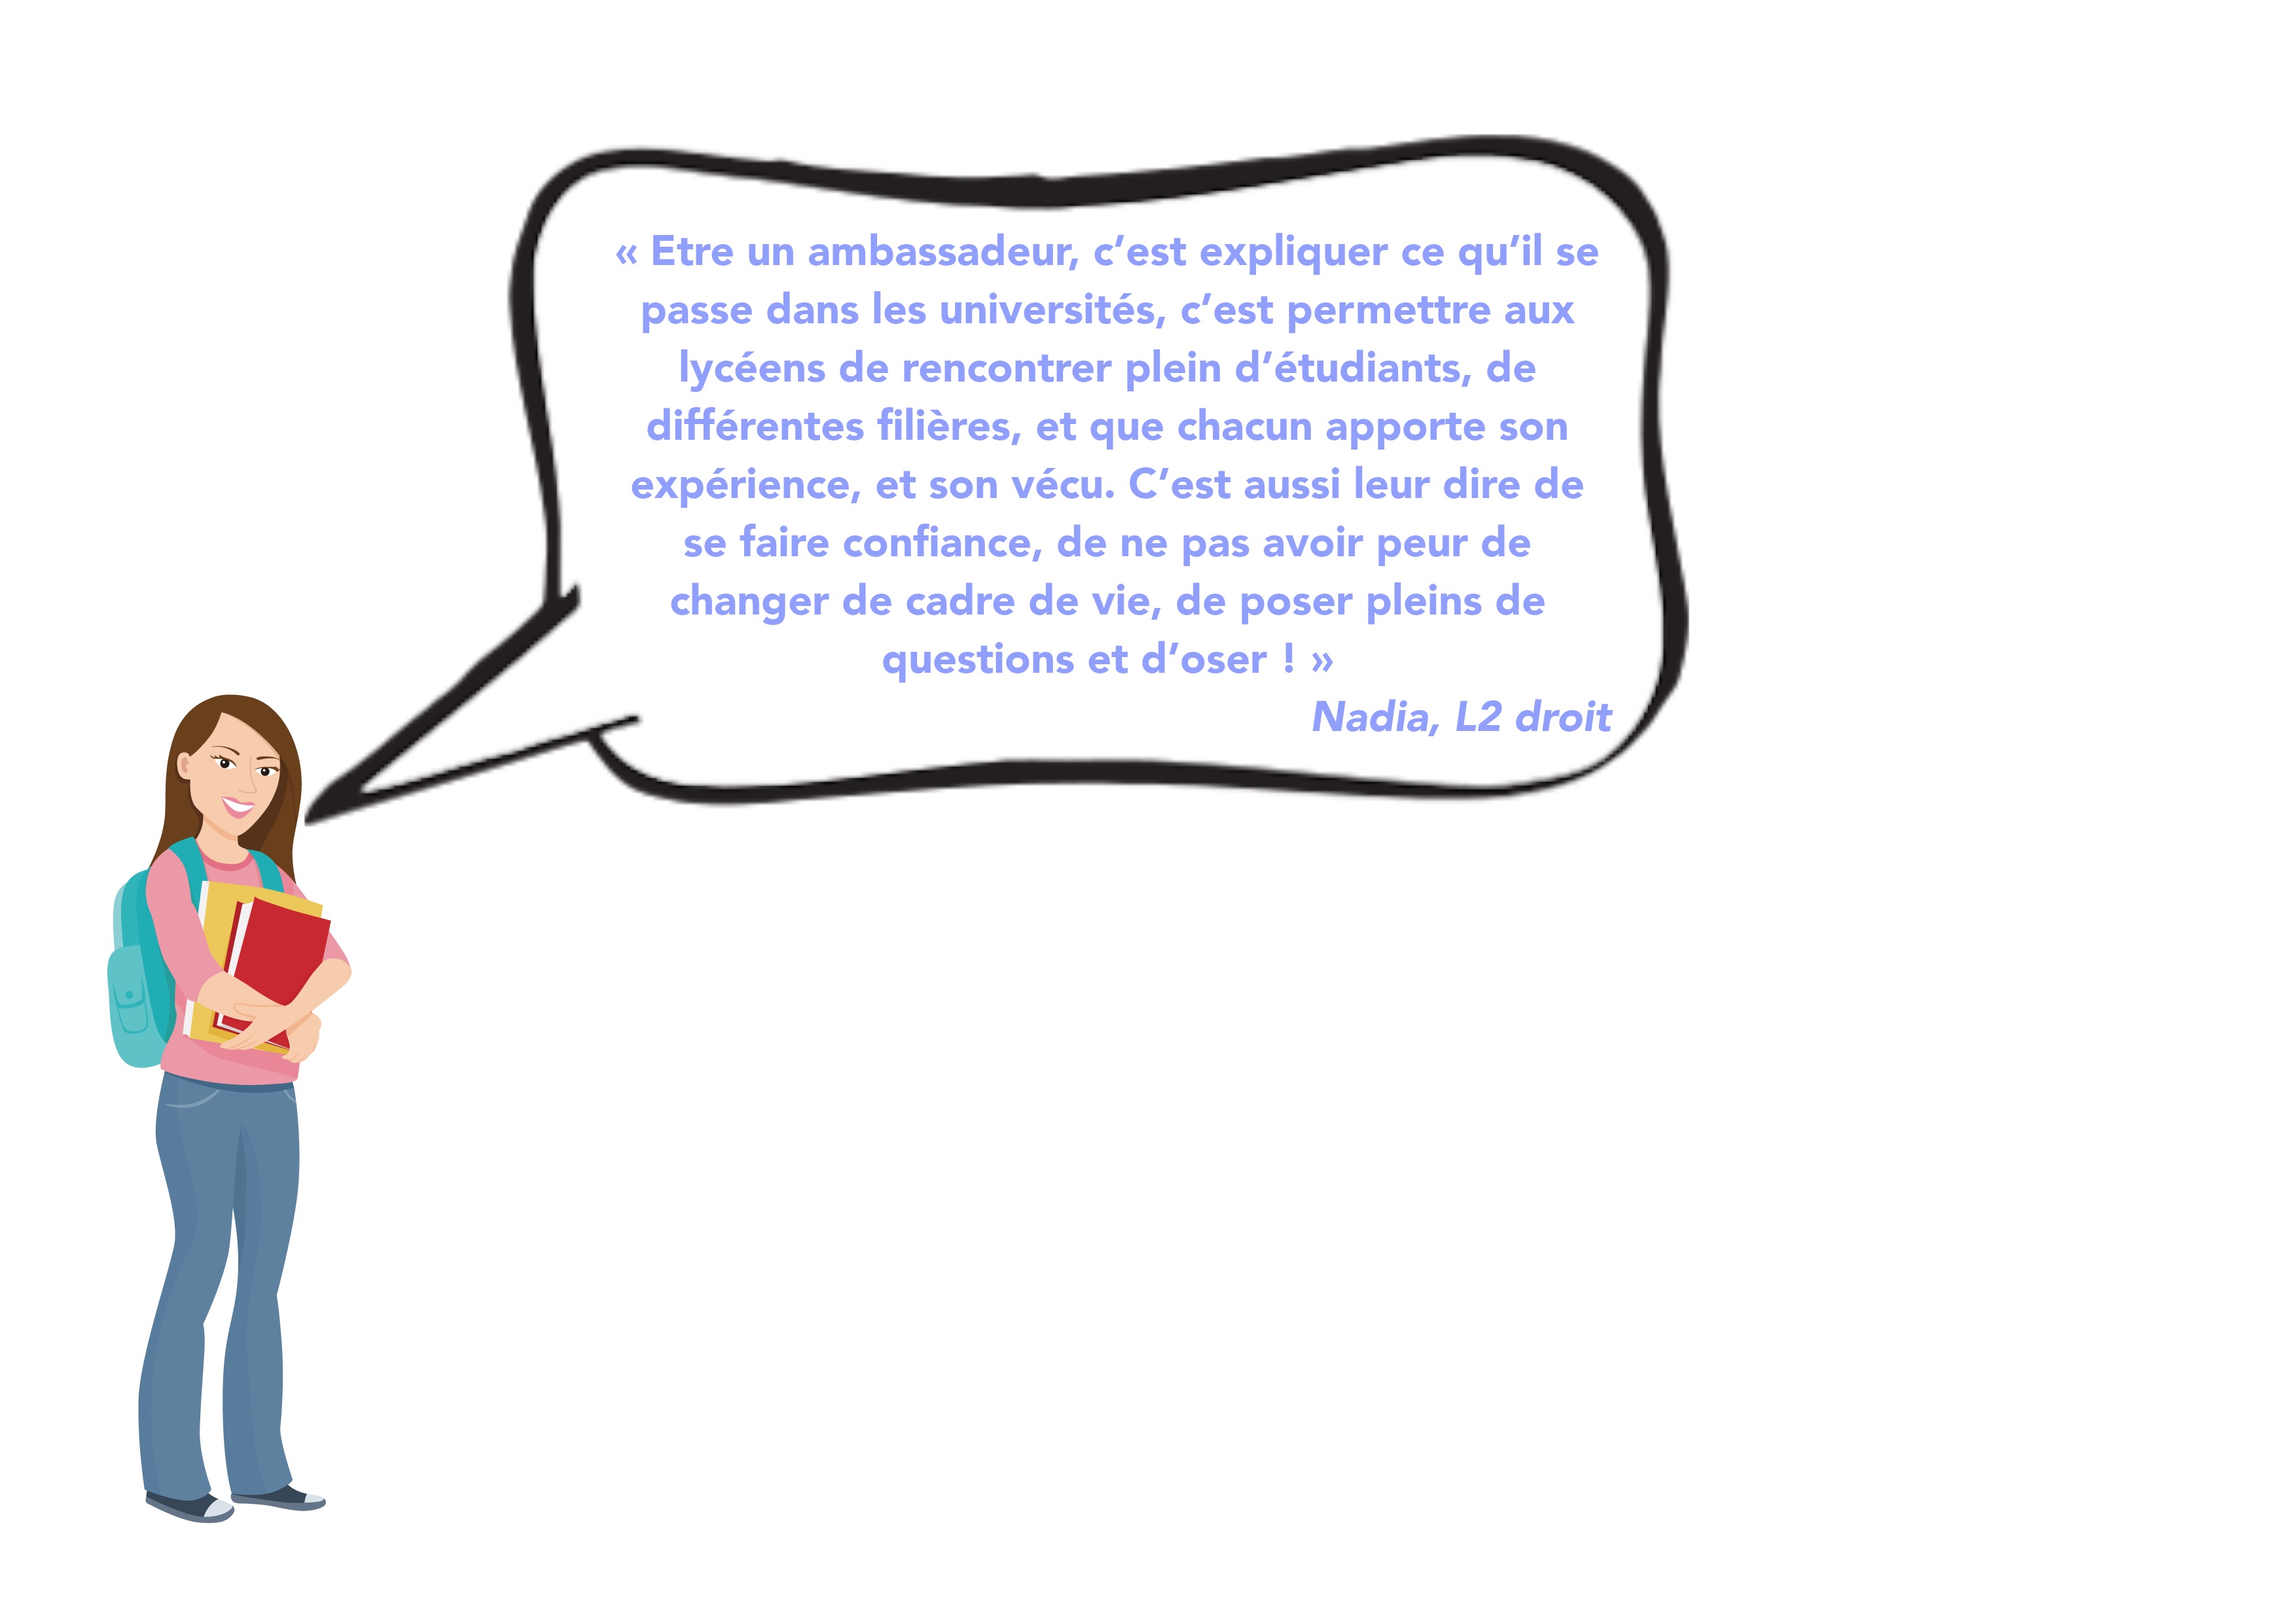 « Etre un ambassadeur, c’est expliquer ce qu’il se
passe dans les universités, c’est permettre aux
lycéens de rencontrer plein d’étudiants, de
différentes filières, et que chacun apporte son
expérience, et son vécu. C’est aussi leur dire de
se faire confiance, de ne pas avoir peur de
changer de cadre de vie, de poser pleins de
questions et d’oser ! »
Nadia, L2 droit